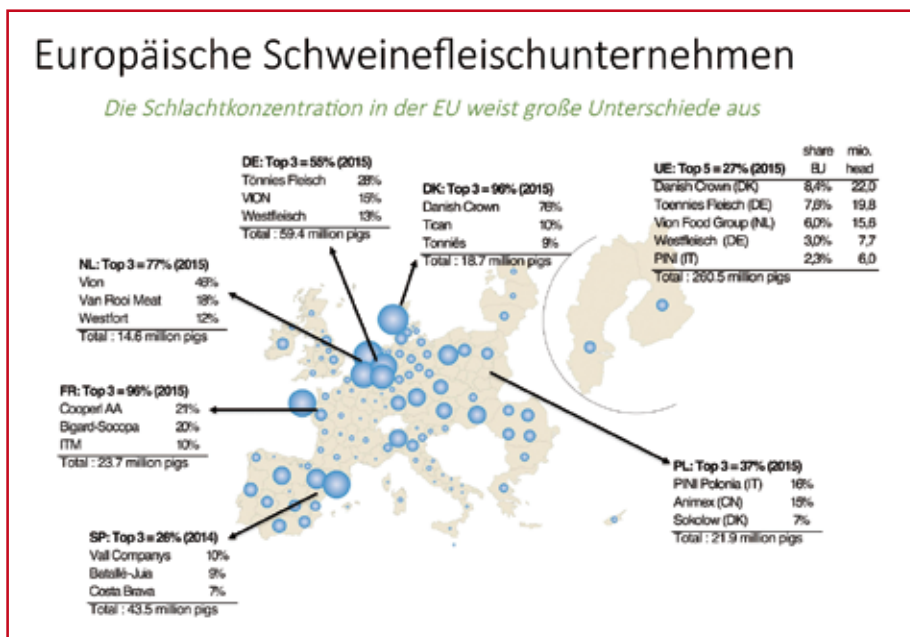 Europäische Schweinefleischunternehmen
Die Schlachtkonzentration in der EU weist große Unterschiede aus
DE: Top 3 = 55% (2015)
Tönnies Fleisch 28%
VION 15%
Westfleisch 13%
Total : 59.4 million pigs
DK: Top 3 = 96% (2015)
Danish Crown 76%
Tican 10%
Tonniës 9%
Total : 18.7 million pigs
share mio.
UE: Top 5 = 27% (2015) EU head
Danish Crown (DK) 8,4% 22,0
Toennies Fleisch (DE) 7,6% 19,8
Vion Food Group (NL) 6,0% 15,6
Westfleisch (DE) 3,0% 7,7
PINI (IT) 2,3% 6,0
Total : 260.5 million pigs
NL: Top 3 = 77% (2015)
Vion 46%
Van Rooi Meat 18%
Westfort 12%
Total : 14.6 million pigs
FR: Top 3 = 96% (2015)
Cooperl AA 21%
Bigard-Socopa 20%
ITM 10%
Total : 23.7 million pigs
PL: Top 3 = 37% (2015)
PINI Polonia (IT) 16%
Animex (CN) 15%
Sokolow (DK) 7%
Total : 21.9 million pigs
SP: Top 3 = 26% (2014)
Vall Companys 10%
Batallé-Juia 9%
Costa Brava 7%
Total : 43.5 million pigs